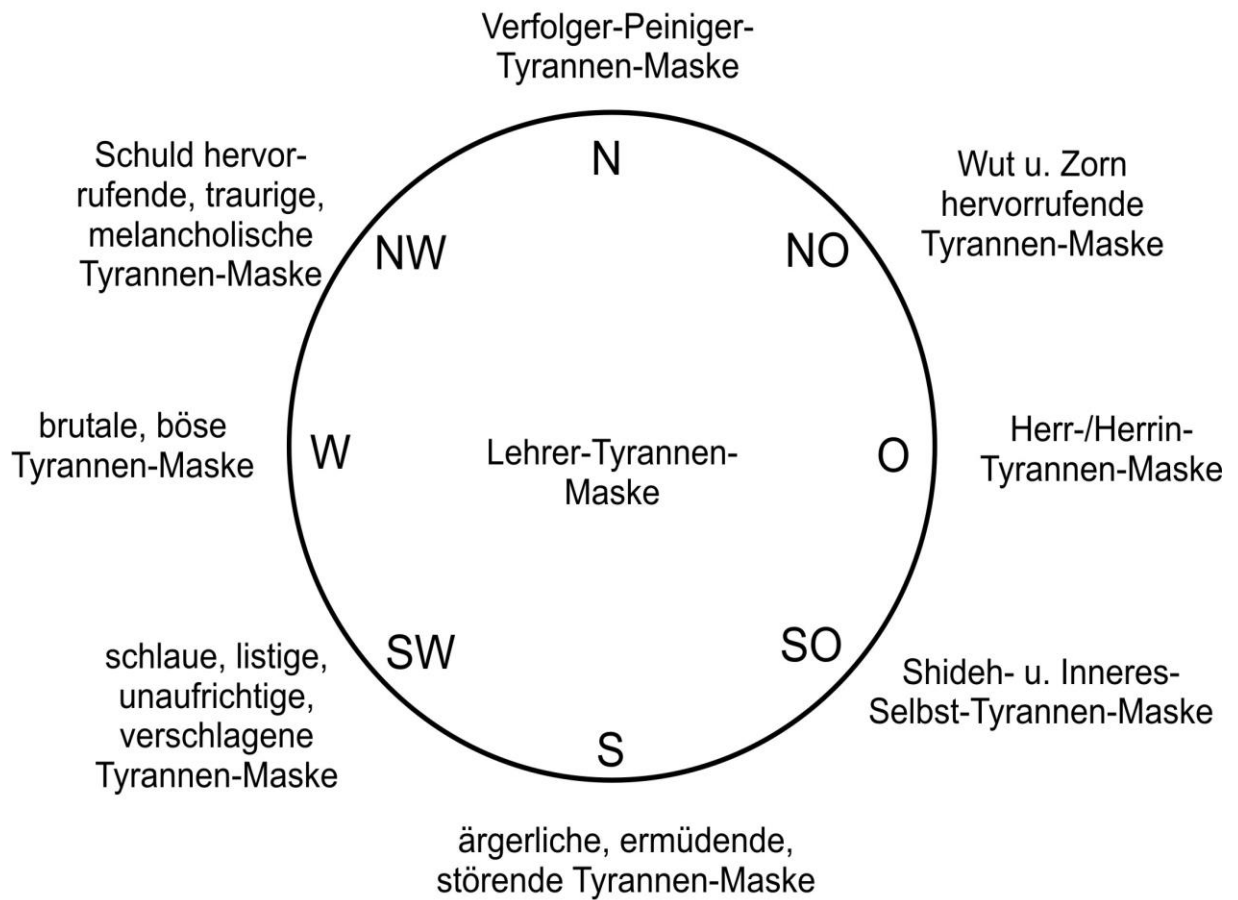 Verfolger-Peiniger-
Tyrannen-Maske
N
Schuld hervor-
rufende, traurige,
melancholische
Tyrannen-Maske
NW
NO
Wut u. Zorn
hervorrufende
Tyrannen-Maske
brutale, böse
Tyrannen-Maske
W
Lehrer-Tyrannen-
Maske
O
Herr-/Herrin-
Tyrannen-Maske
schlaue, listige,
unaufrichtige,
verschlagene
Tyrannen-Maske
SW
SO
Shideh- u. Inneres-
Selbst-Tyrannen-Maske
S
ärgerliche, ermüdende,
störende Tyrannen-Maske